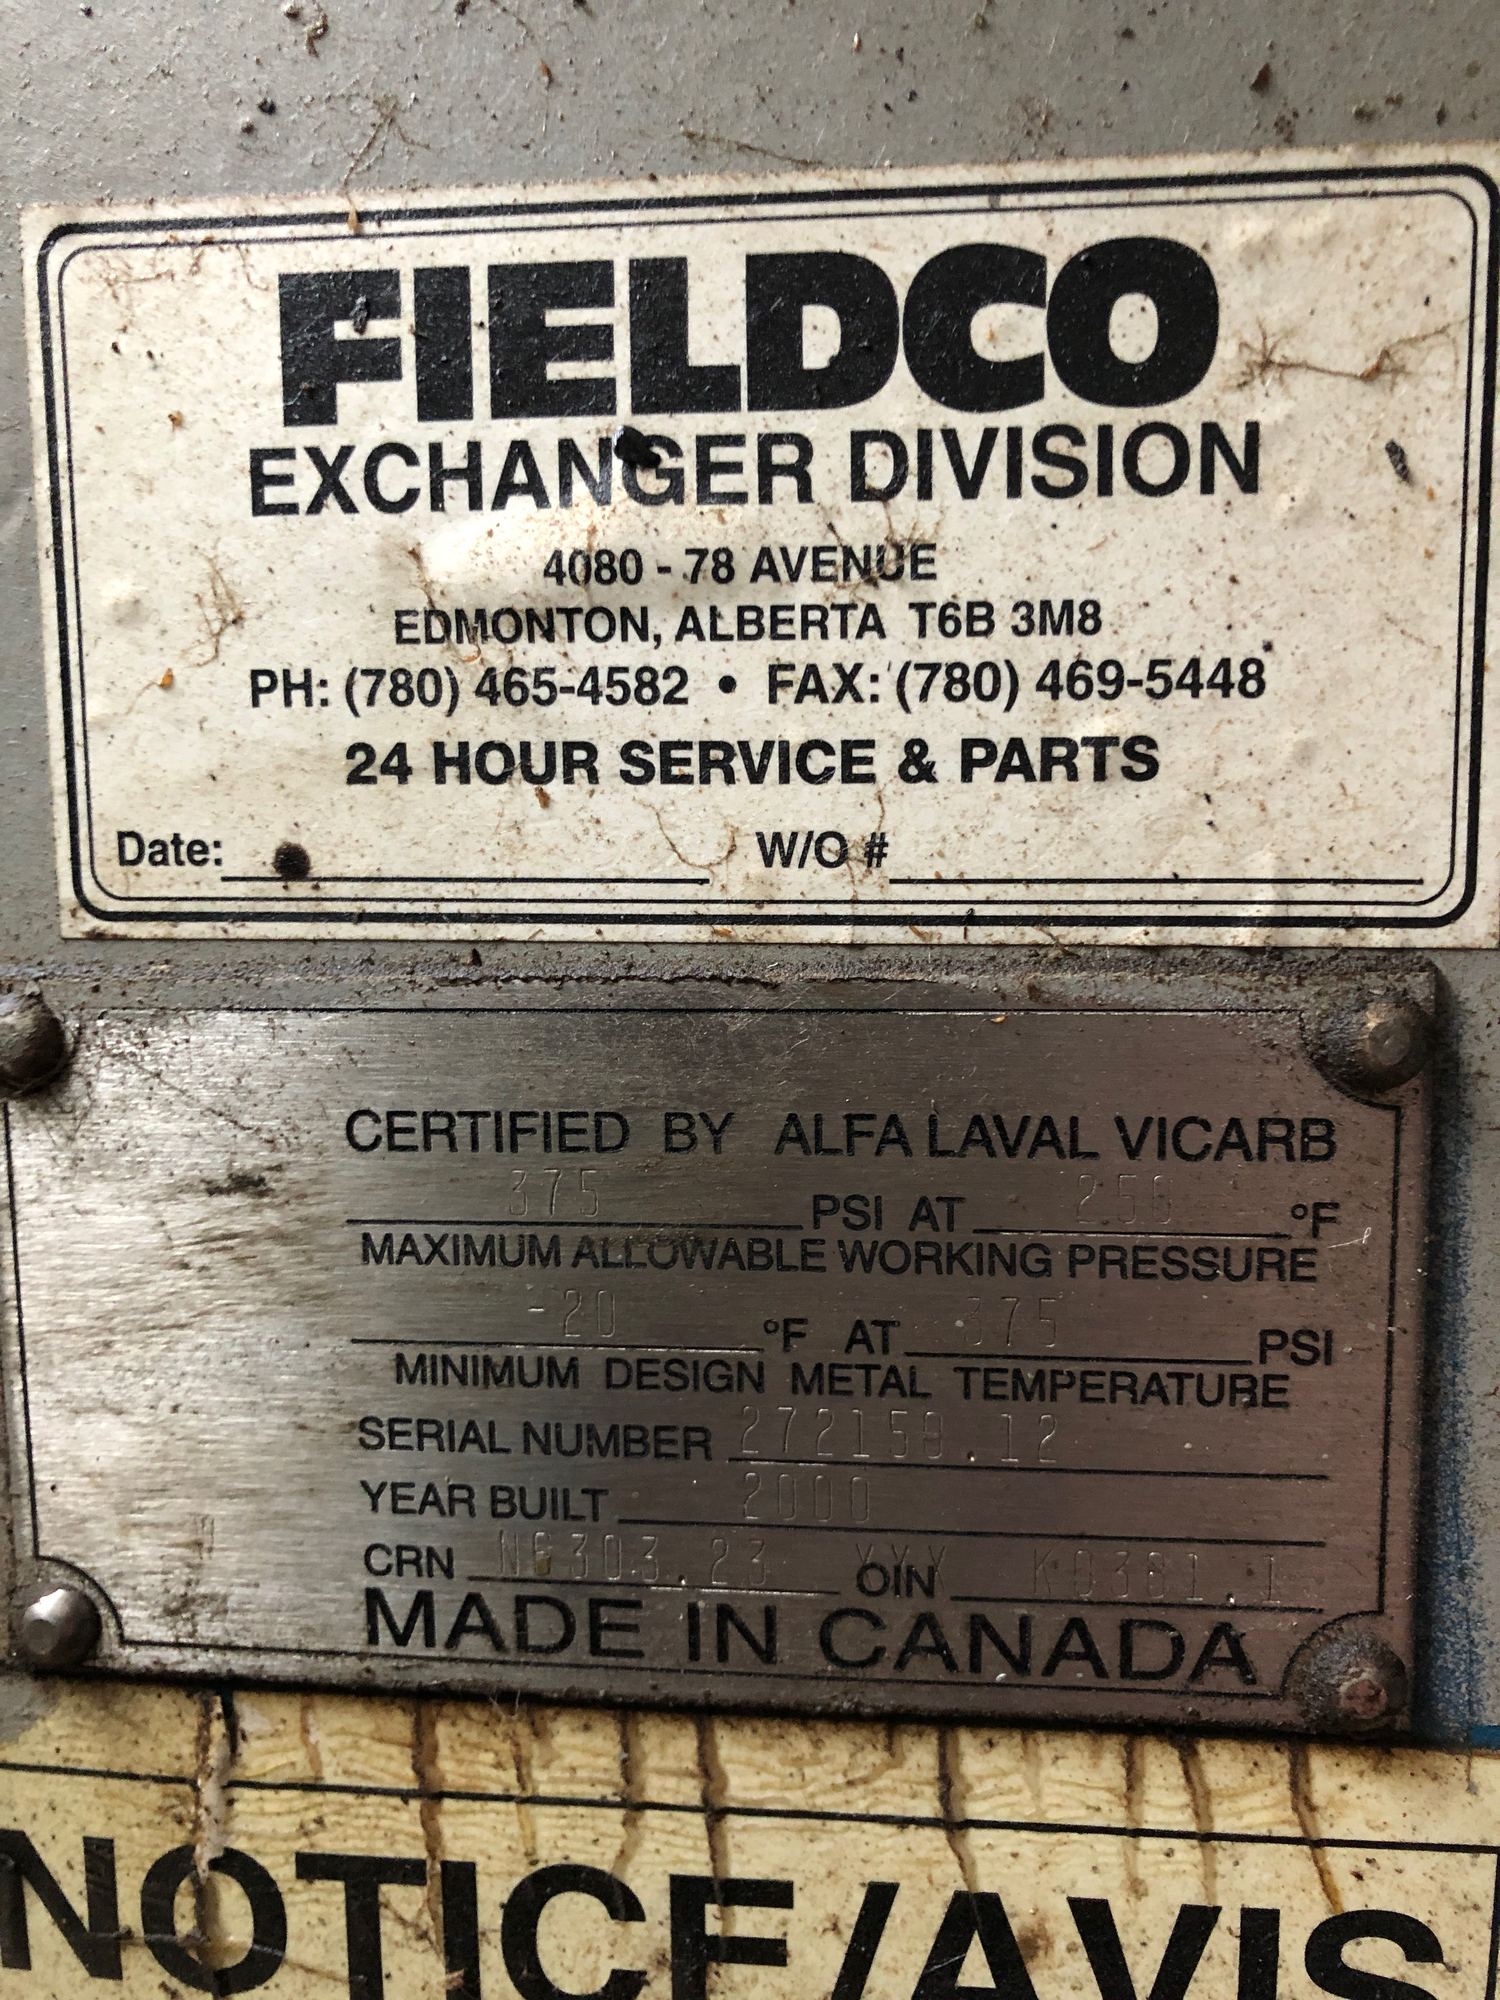 FIELDCO
EXCHANGER DIVISION
4080 - 78 AVENUE
EDMONTON, ALBERTA T6B 3M8
PH: (780) 465-4582 • FAX: (780) 469-5448
24 HOUR SERVICE & PARTS
Date: W/O #
CERTIFIED BY ALFA LAVAL VICARB
375 PSI AT 250 °F
MAXIMUM ALLOWABLE WORKING PRESSURE
-20 °F AT 375 PSI
MINIMUM DESIGN METAL TEMPERATURE
SERIAL NUMBER
YEAR BUILT 2000
CRN OIN
MADE IN CANADA
NOTICE/AVIS